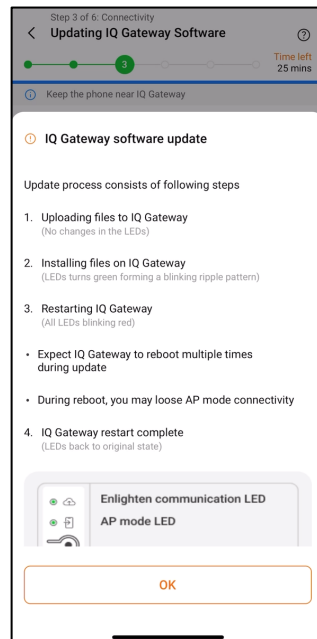 Step 3 of 6: Connectivity
Updating IQ Gateway Software
?
3
Time left
25 mins
Keep the phone near IQ Gateway
IQ Gateway software update
Update process consists of following steps
1. Uploading files to IQ Gateway
(No changes in the LEDs)
2. Installing files on IQ Gateway
(LEDs turns green forming a blinking ripple pattern)
3. Restarting IQ Gateway
(All LEDs blinking red)
• Expect IQ Gateway to reboot multiple times
during update
• During reboot, you may loose AP mode connectivity
4. IQ Gateway restart complete
(LEDs back to original state)
Enlighten communication LED
AP mode LED
OK